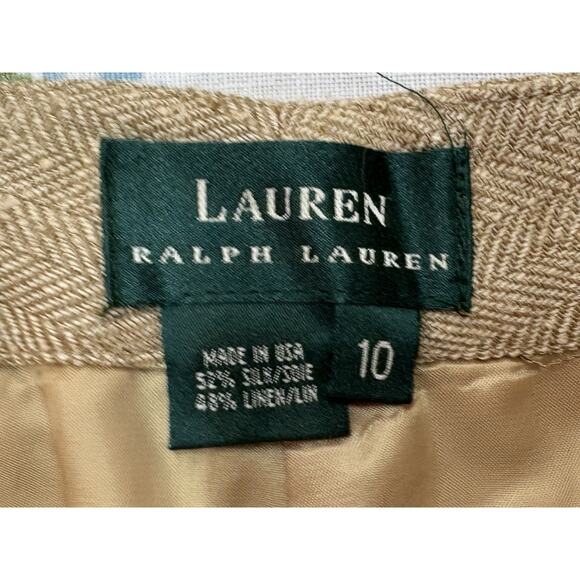 LAUREN
RALPH LAUREN
MADE IN USA
52% SILK/SOIE
48% LINEN/LIN
10